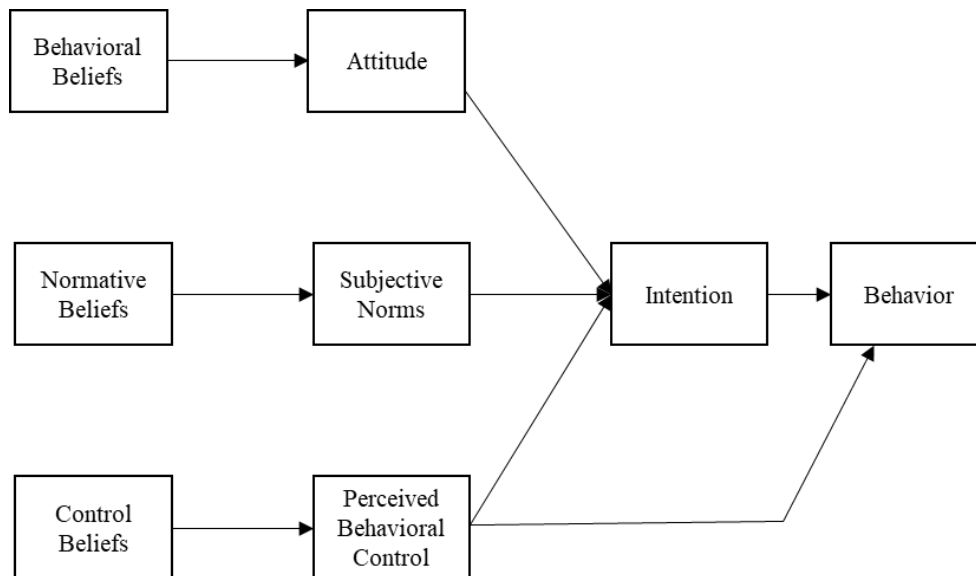 Behavioral
Beliefs
Attitude
Normative
Beliefs
Subjective
Norms
Intention
Behavior
Control
Beliefs
Perceived
Behavioral
Control